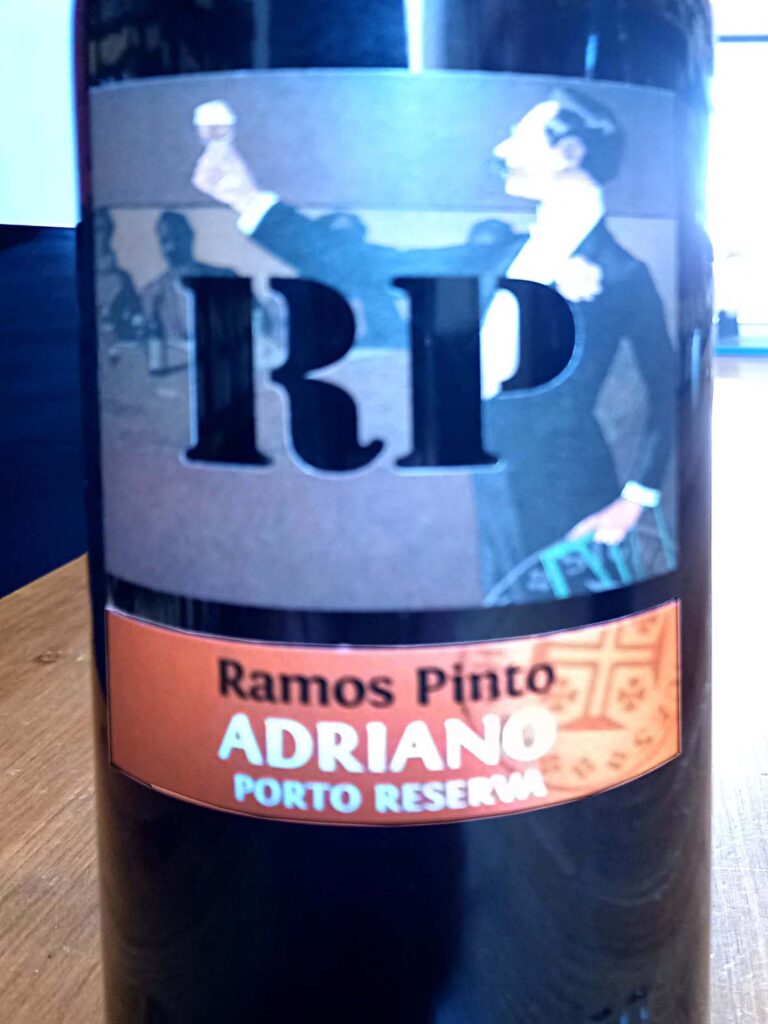 RP
Ramos Pinto
ADRIANO
PORTO RESERVA